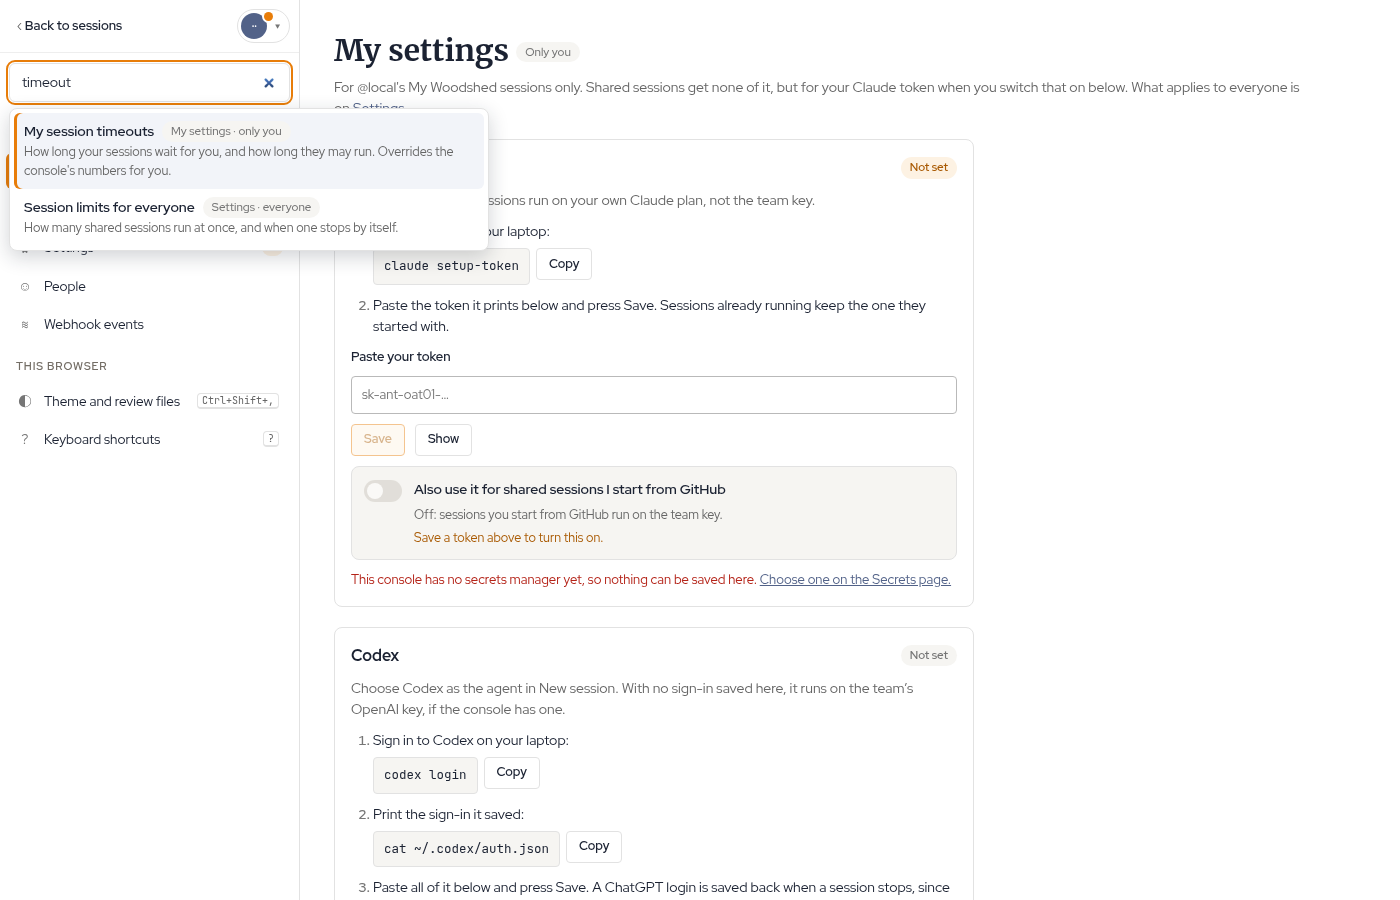 Back to sessions
timeout
My session timeouts My settings · only you
How long your sessions wait for you, and how long they may run. Overrides the
console's numbers for you.
Session limits for everyone Settings · everyone
How many shared sessions run at once, and when one stops by itself.
People
Webhook events
THIS BROWSER
Theme and review files Ctrl+Shift+,
Keyboard shortcuts ?
My settings Only you
For @local's My Woodshed sessions only. Shared sessions get none of it, but for your Claude token when you switch that on below. What applies to everyone is
on Settings.
Not set
sessions run on your own Claude plan, not the team key.
your laptop:
claude setup-token Copy
2. Paste the token it prints below and press Save. Sessions already running keep the one they
started with.
Paste your token
sk-ant-oat01-...
Save Show
Also use it for shared sessions I start from GitHub
Off: sessions you start from GitHub run on the team key.
Save a token above to turn this on.
This console has no secrets manager yet, so nothing can be saved here. Choose one on the Secrets page.
Codex Not set
Choose Codex as the agent in New session. With no sign-in saved here, it runs on the team’s
OpenAI key, if the console has one.
1. Sign in to Codex on your laptop:
codex login Copy
2. Print the sign-in it saved:
cat ~/.codex/auth.json Copy
3. Paste all of it below and press Save. A ChatGPT login is saved back when a session stops, since